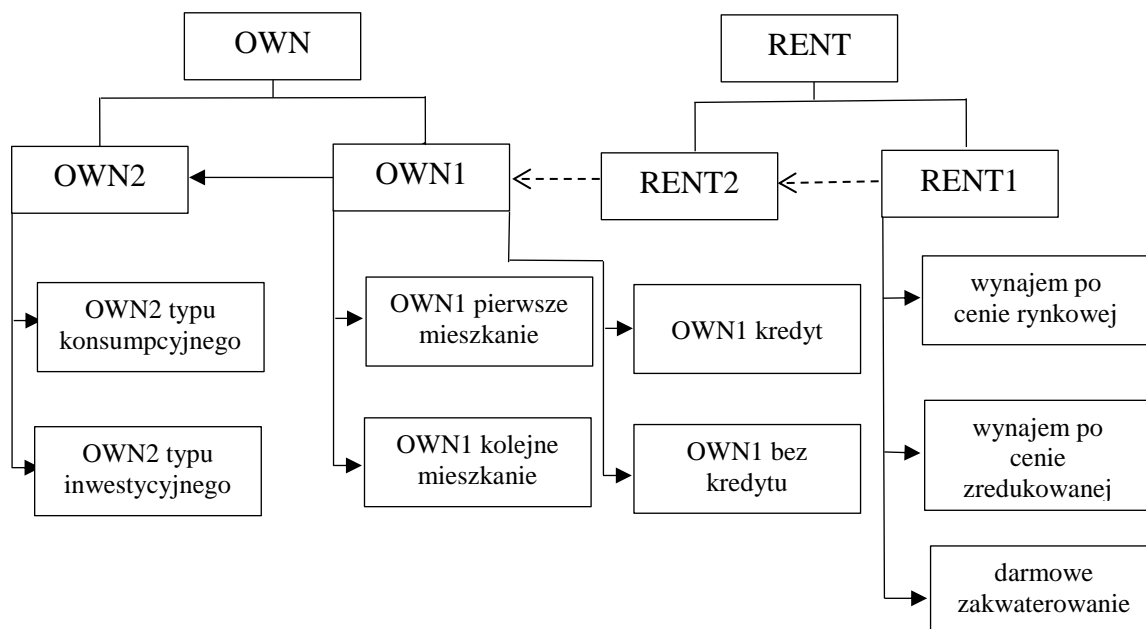 OWN
RENT
OWN2
OWN1
RENT2
RENT1
OWN2 typu
konsumpcyjnego
OWN2 typu
inwestycyjnego
OWN1 pierwsze
mieszkanie
OWN1 kolejne
mieszkanie
OWN1 kredyt
OWN1 bez
kredytu
wynajem po
cenie rynkowej
wynajem po
cenie
zredukowanej
darmowe
zakwaterowanie